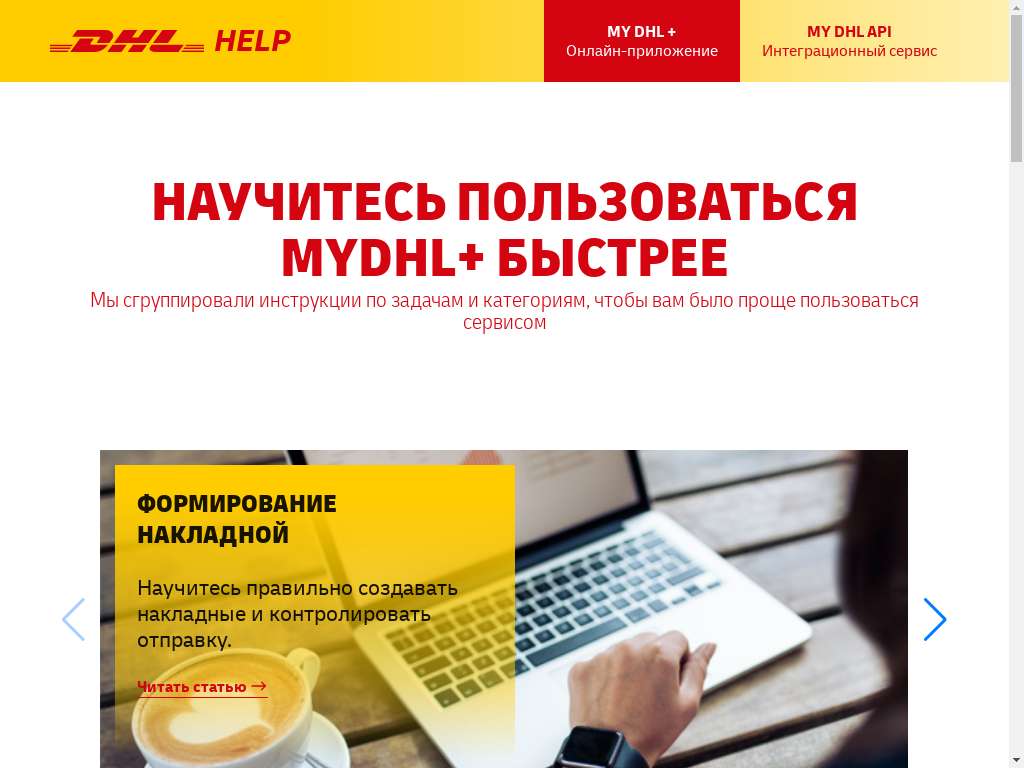 DHL HELP
MY DHL +
Онлайн-приложение
MY DHL API
Интеграционный сервис
НАУЧИТЕСЬ ПОЛЬЗОВАТЬСЯ
MYDHL+ БЫСТРЕЕ
Мы сгруппировали инструкции по задачам и категориям, чтобы вам было проще пользоваться
сервисом
ФОРМИРОВАНИЕ
НАКЛАДНОЙ
Научитесь правильно создавать
накладные и контролировать
отправку.
Читать статью →